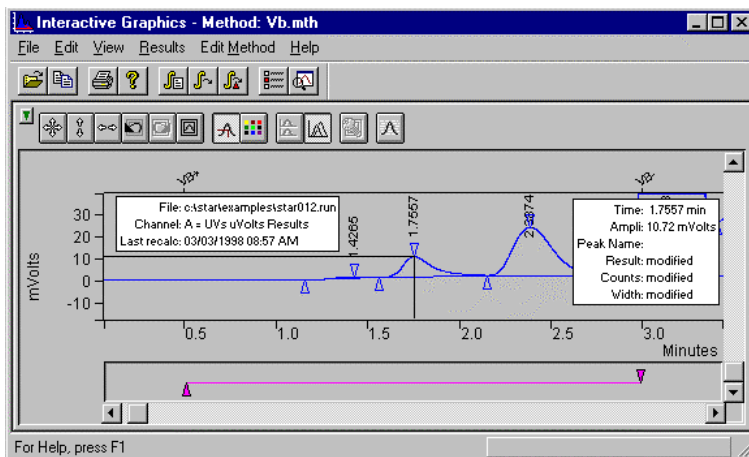 Interactive Graphics - Method: Vb.mth
File Edit View Results Edit Method Help
VB+
VB-
File: c:\star\examples\star012.run
Channel: A = UVs uVolts Results
Last recalc: 03/03/1998 08:57 AM
1.4265
1.7557
Time: 1.7557 min
Ampli: 10.72 mVolts
Peak Name:
Result: modified
Counts: modified
Width: modified
mVolts
30
20
10
0
-10
0.5 1.0 1.5 2.0 2.5 3.0
Minutes
For Help, press F1